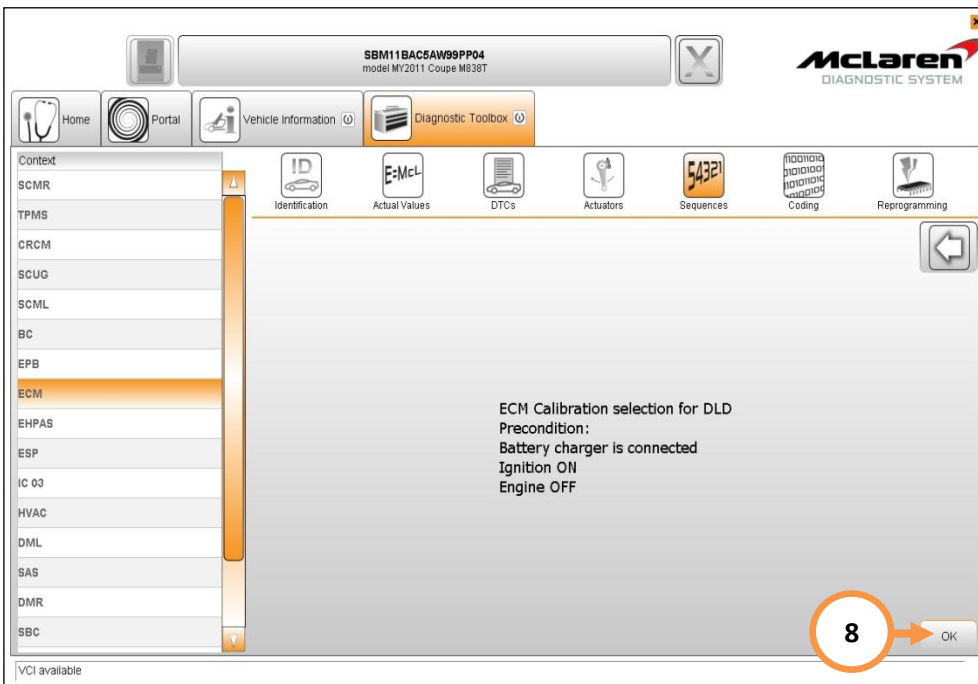 SBM11BAC5AW99PP04
model MY2011 Coupe M838T
X
McLaren
DIAGNOSTIC SYSTEM
Home
Portal
Vehicle Information
Diagnostic Toolbox
Context
SCMR
TPMS
CRCM
SCUG
SCML
BC
EPB
ECM
EHPAS
ESP
IC 03
HVAC
DML
SAS
DMR
SBC
ID
Identification
E=McL
Actual Values
DTCs
Actuators
54321
Sequences
Coding
Reprogramming
ECM Calibration selection for DLD
Precondition:
Battery charger is connected
Ignition ON
Engine OFF
8
OK
VCI available